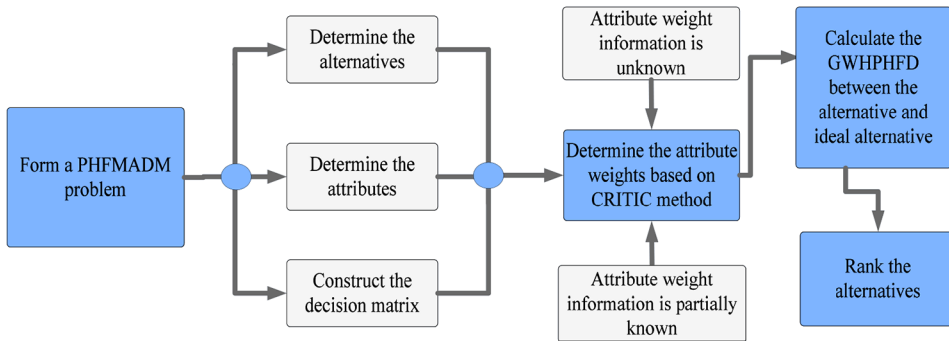 Form a PHFMADM
problem
Determine the
alternatives
Determine the
attributes
Construct the
decision matrix
Attribute weight
information is
unknown
Determine the attribute
weights based on
CRITIC method
Attribute weight
information is partially
known
Calculate the
GWHPHFD
between the
alternative and
ideal alternative
Rank the
alternatives